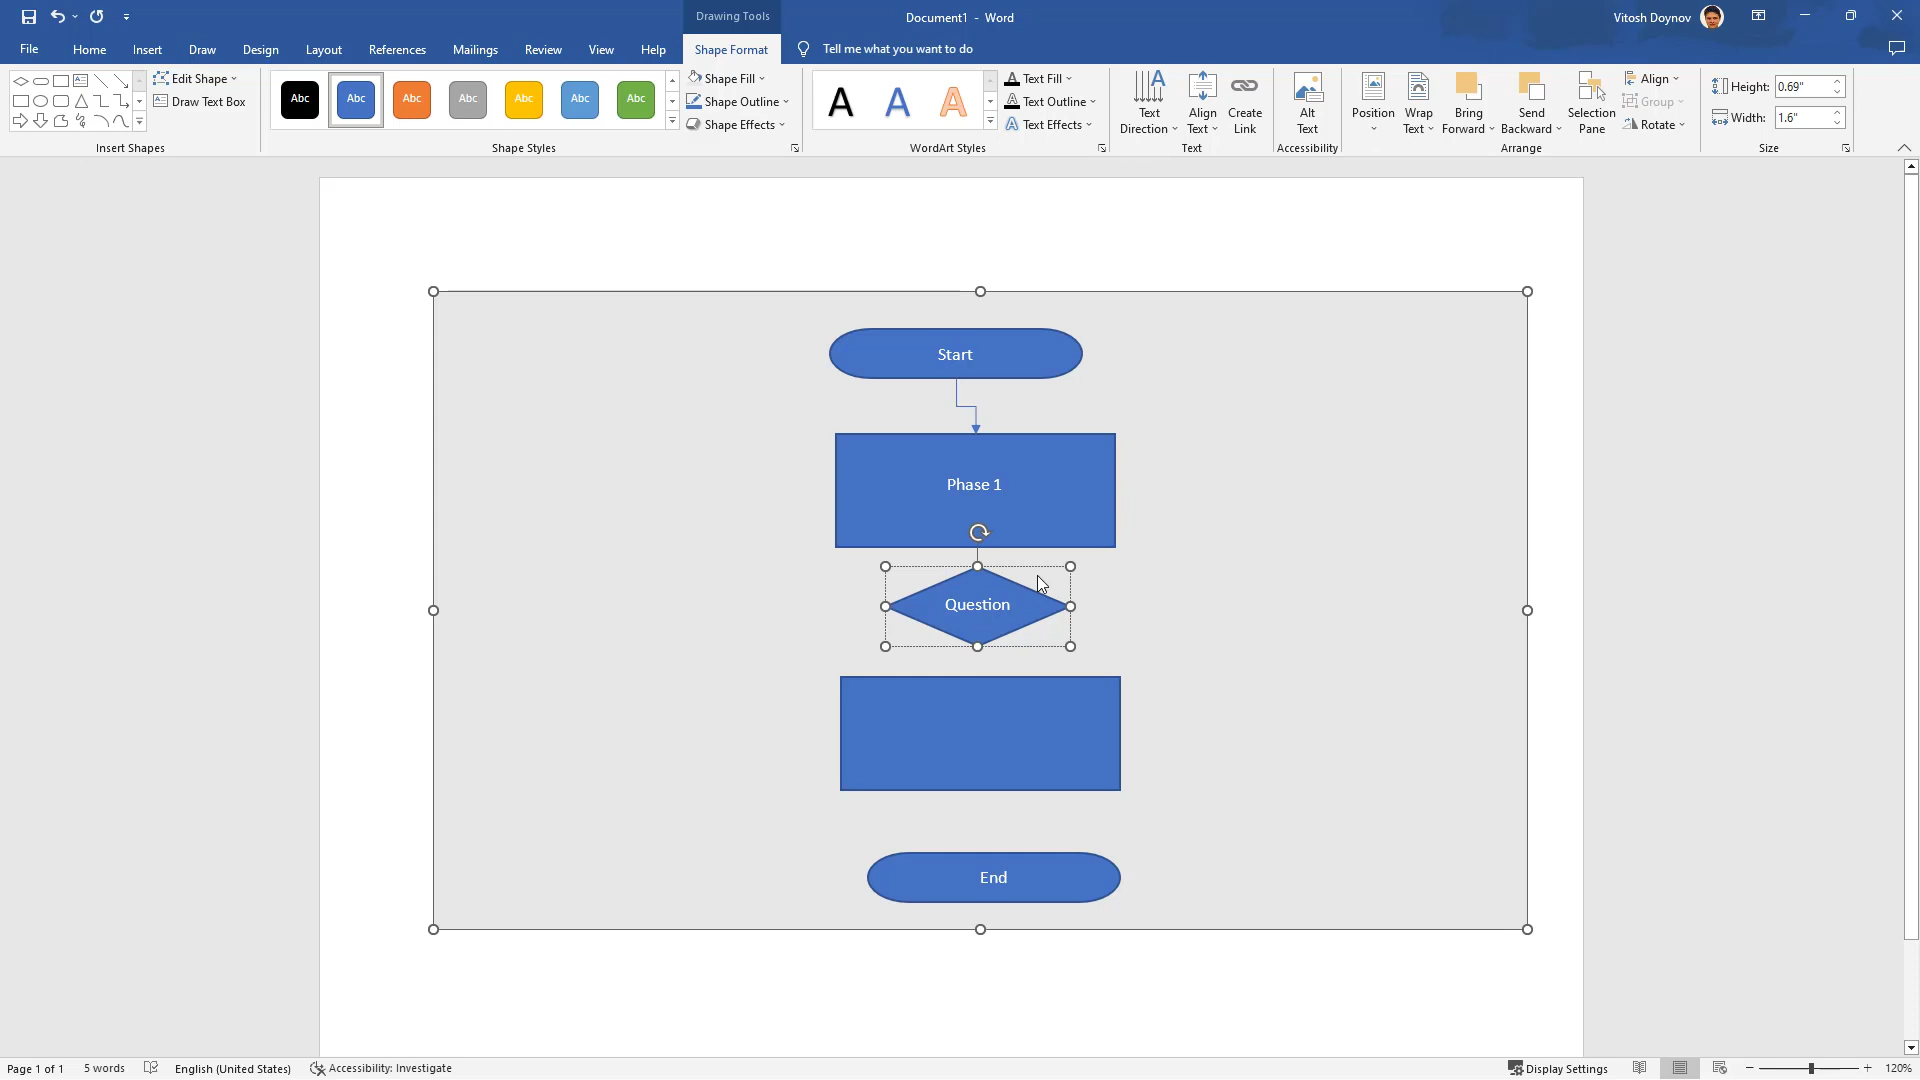 Drawing Tools
Document1 - Word
Vitosh Doynov
File
Home
Insert
Draw
Design
Layout
References
Mailings
Review
View
Help
Shape Format
Tell me what you want to do
Edit Shape
Draw Text Box
Insert Shapes
Abc
Abc
Abc
Abc
Abc
Abc
Abc
Shape Fill
Shape Outline
Shape Effects
Shape Styles
A
A
A
Text Fill
Text Outline
Text Effects
WordArt Styles
Text
Direction
Align
Text
Create
Link
Text
Alt
Text
Accessibility
Position
Wrap
Text
Bring
Forward
Send
Backward
Selection
Pane
Align
Group
Rotate
Arrange
Height: 0.69"
Width: 1.6"
Size
Start
Phase 1
Question
End
Page 1 of 1
5 words
English (United States)
Accessibility: Investigate
Display Settings
120%